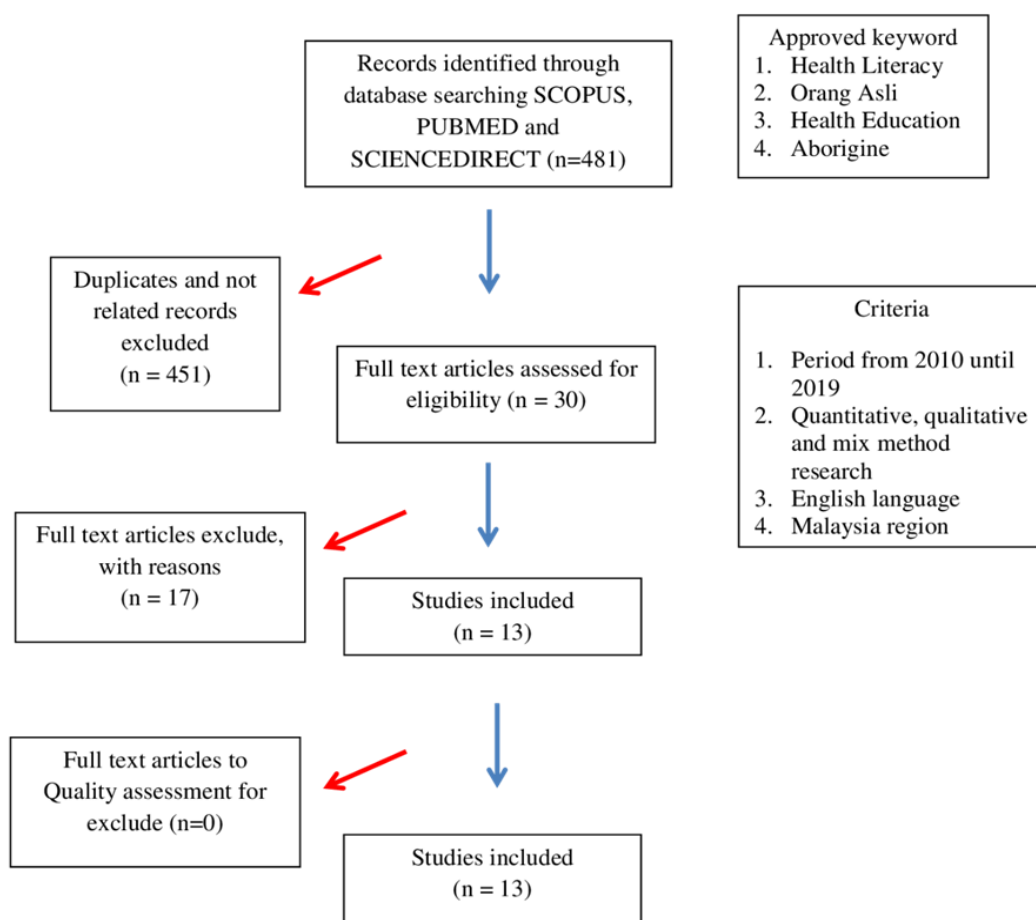 Records identified through
database searching SCOPUS,
PUBMED and
SCIENCEDIRECT (n=481)
Approved keyword
1. Health Literacy
2. Orang Asli
3. Health Education
4. Aborigine
Duplicates and not
related records
excluded
(n = 451)
Full text articles assessed for
eligibility (n = 30)
Criteria
1. Period from 2010 until
2019
2. Quantitative, qualitative
and mix method
research
3. English language
4. Malaysia region
Full text articles exclude,
with reasons
(n = 17)
Studies included
(n = 13)
Full text articles to
Quality assessment for
exclude (n=0)
Studies included
(n = 13)